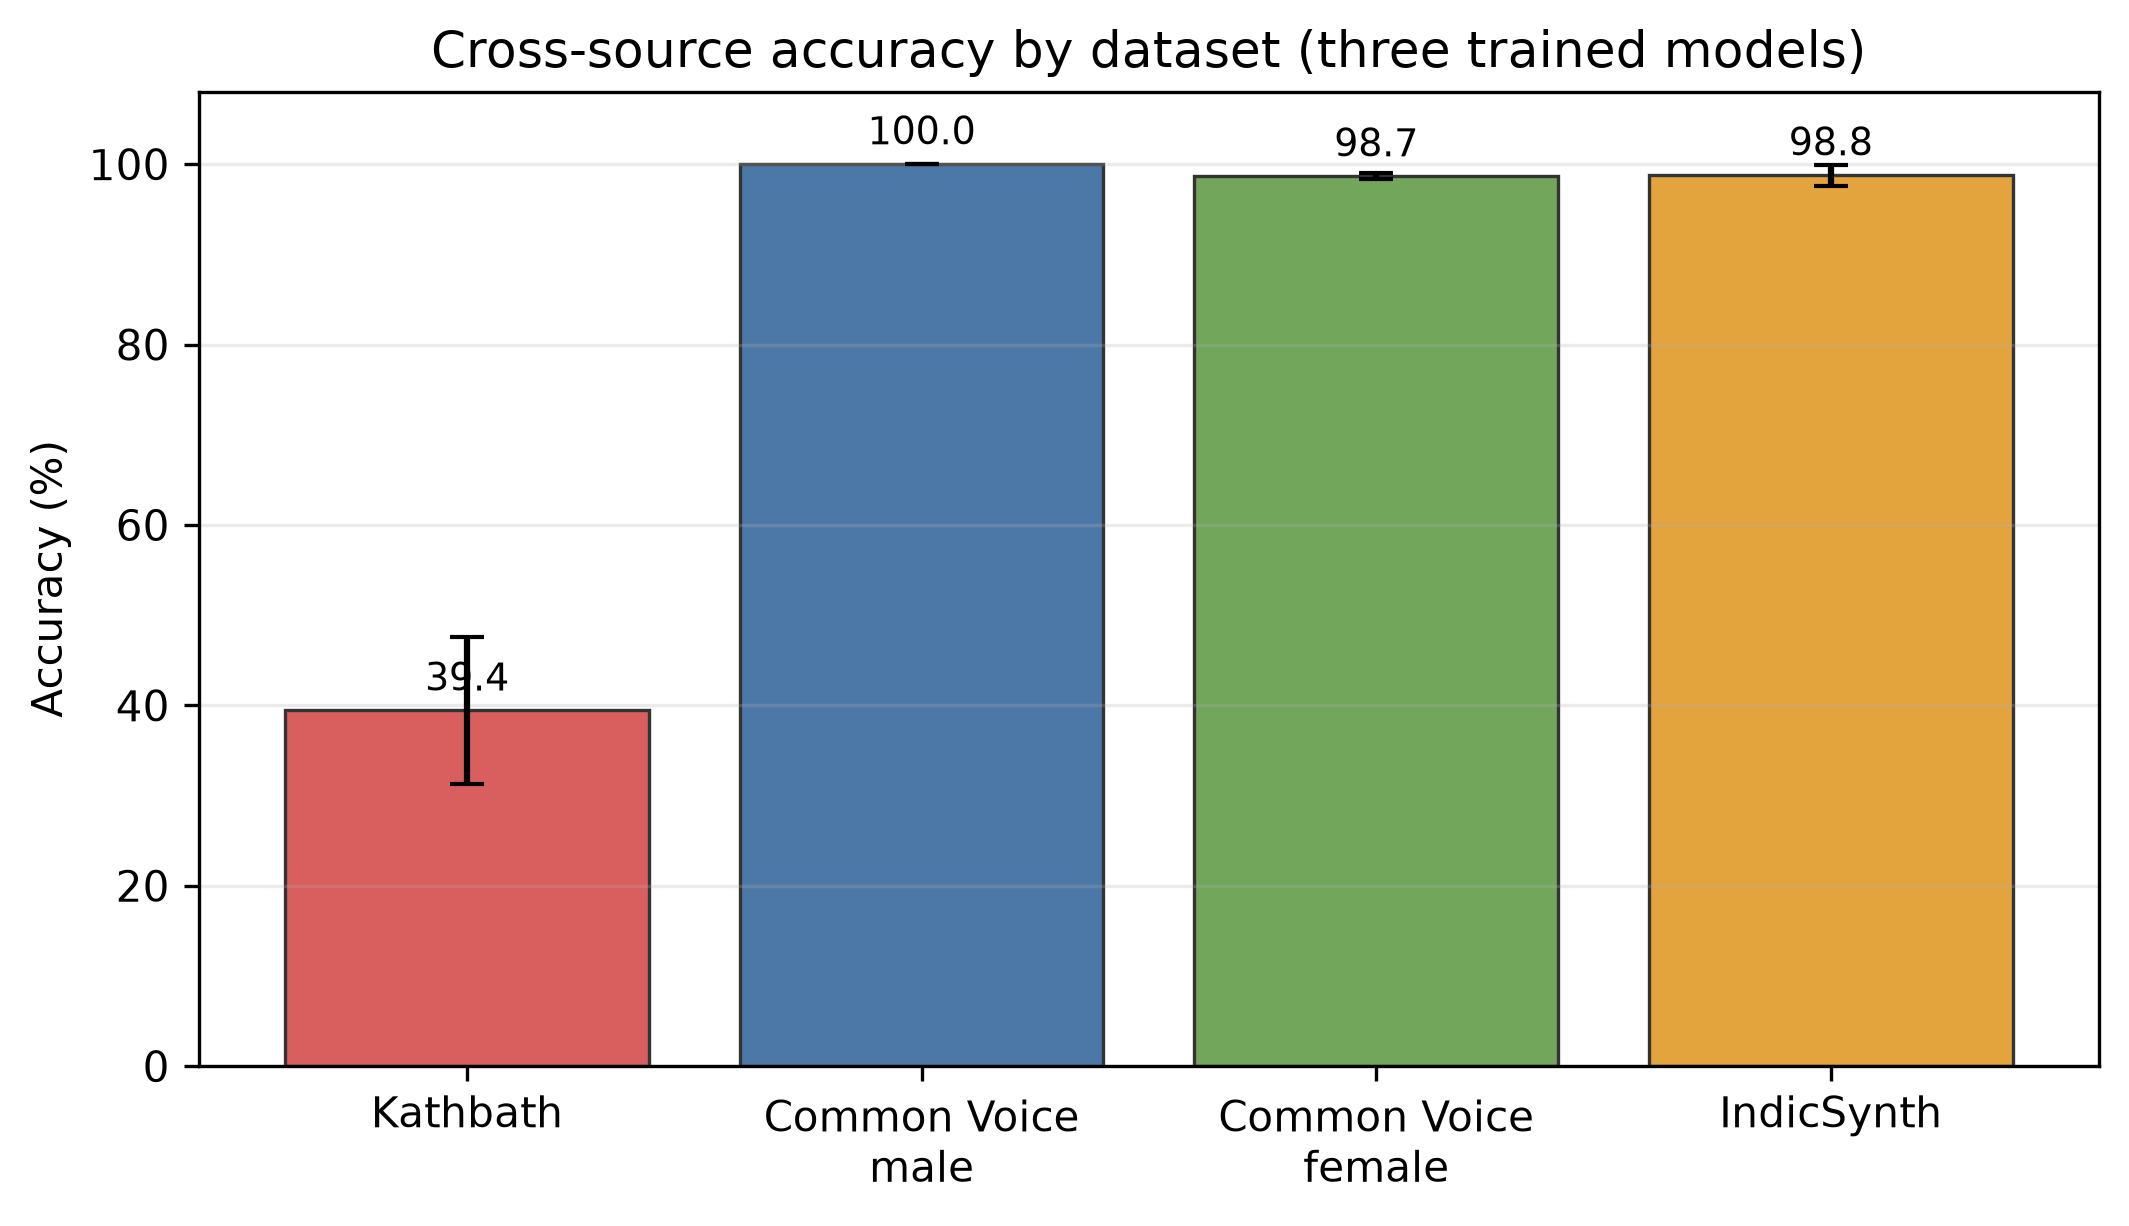 Cross-source accuracy by dataset (three trained models)
Accuracy (%)
100
80
60
40
20
0
39.4
100.0
98.7
98.8
Kathbath
Common Voice
male
Common Voice
female
IndicSynth